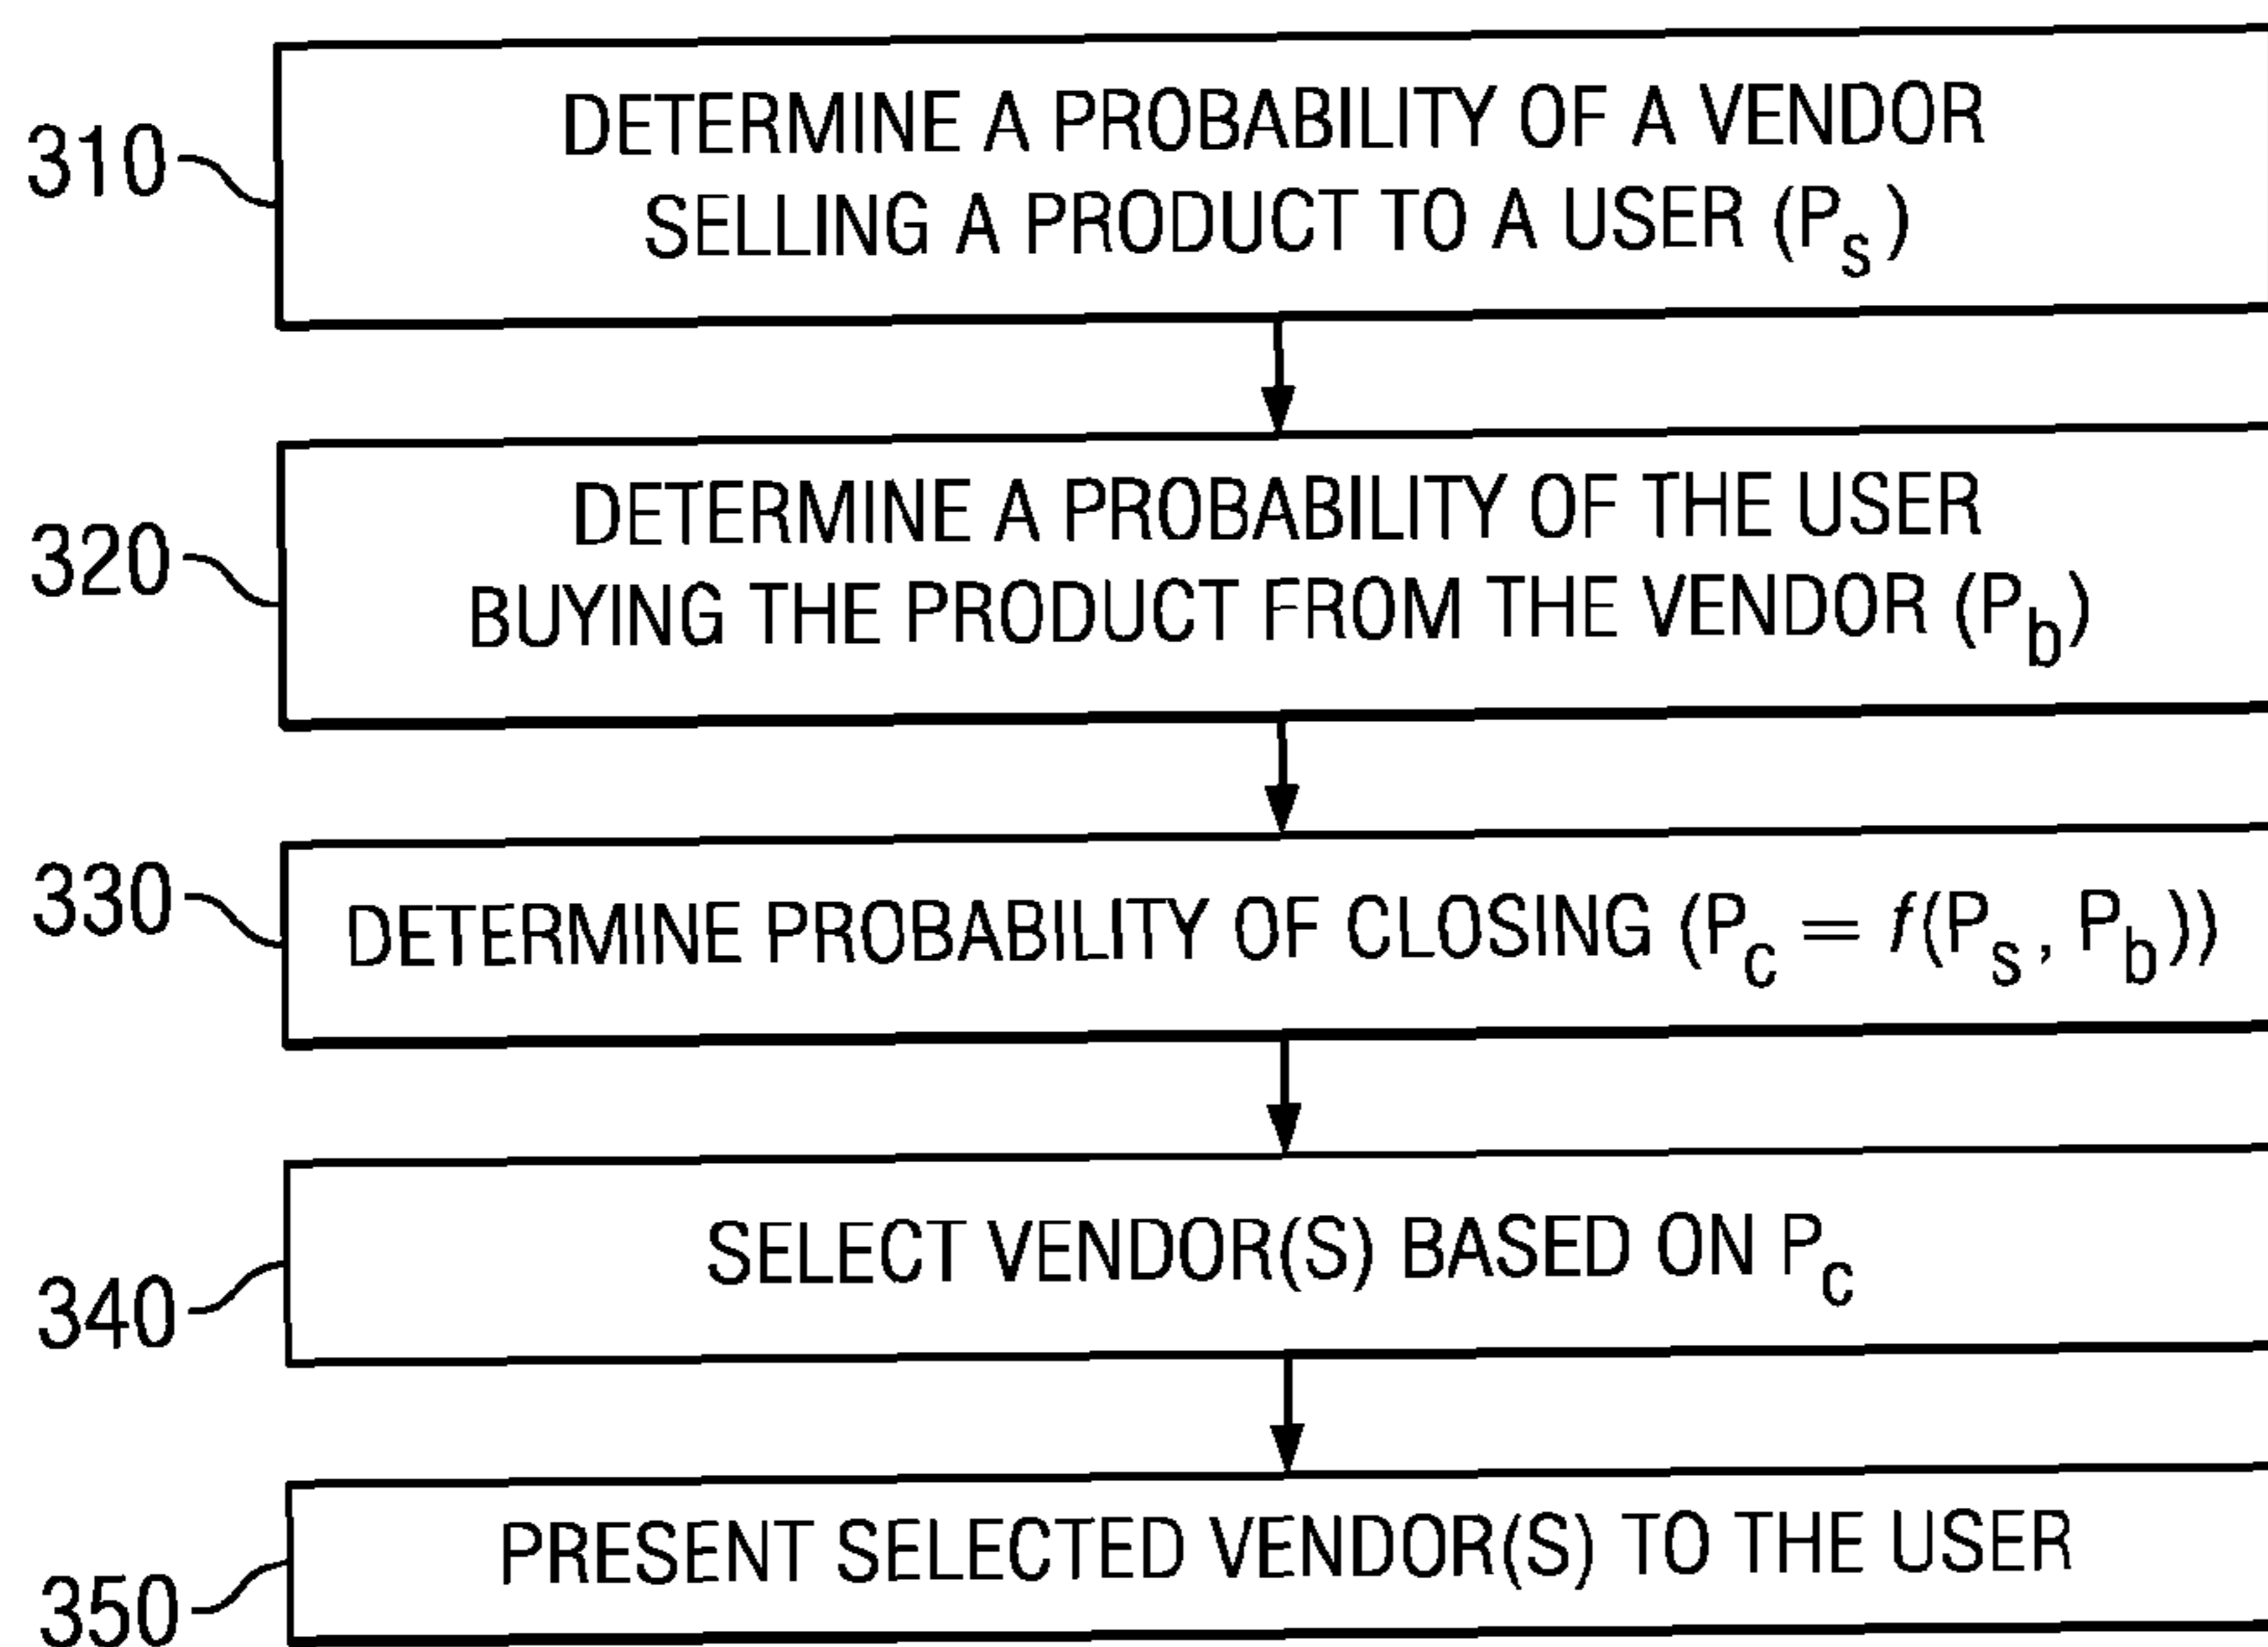 310
DETERMINE A PROBABILITY OF A VENDOR
SELLING A PRODUCT TO A USER (Ps)
320
DETERMINE A PROBABILITY OF THE USER
BUYING THE PRODUCT FROM THE VENDOR (Pb)
330
DETERMINE PROBABILITY OF CLOSING (Pc = f(Ps, Pb))
340
SELECT VENDOR(S) BASED ON Pc
350
PRESENT SELECTED VENDOR(S) TO THE USER